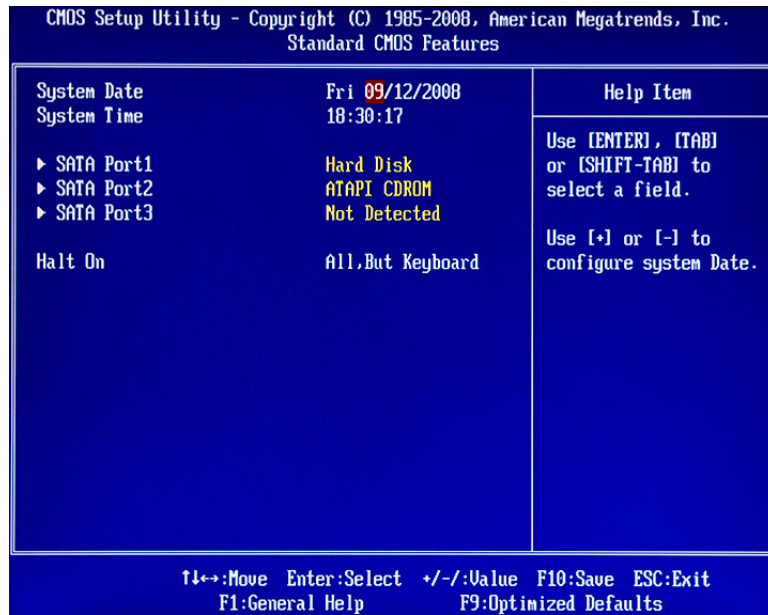 CMOS Setup Utility - Copyright (C) 1985-2008, American Megatrends, Inc.
Standard CMOS Features
System Date Fri 09/12/2008
System Time 18:30:17
▶ SATA Port1 Hard Disk
▶ SATA Port2 ATAPI CDROM
▶ SATA Port3 Not Detected
Halt On All,But Keyboard
Help Item
Use [ENTER], [TAB]
or [SHIFT-TAB] to
select a field.
Use [+] or [-] to
configure system Date.
↑↓←→:Move Enter:Select +/-/:Value F10:Save ESC:Exit
F1:General Help F9:Optimized Defaults